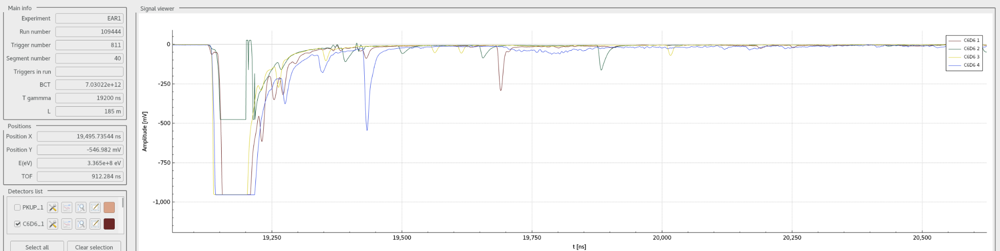 Main info
Experiment EAR1
Run number 109444
Trigger number 811
Segment number 40
Triggers in run
BCT 7.03022e+12
T gammma 19200 ns
L 185 m
Positions
Position X 19,495.73544 ns
Position Y -546.982 mV
E(eV) 3.365e+8 eV
TOF 912.284 ns
Detectors list
PKUP_1
C6D6_1
Select all Clear selection
Signal viewer
Amplitude [mV]
0
-250
-500
-750
-1,000
19,250 19,500 19,750 20,000 20,250 20,500
t [ns]
C6D6 1
C6D6 2
C6D6 3
C6D6 4